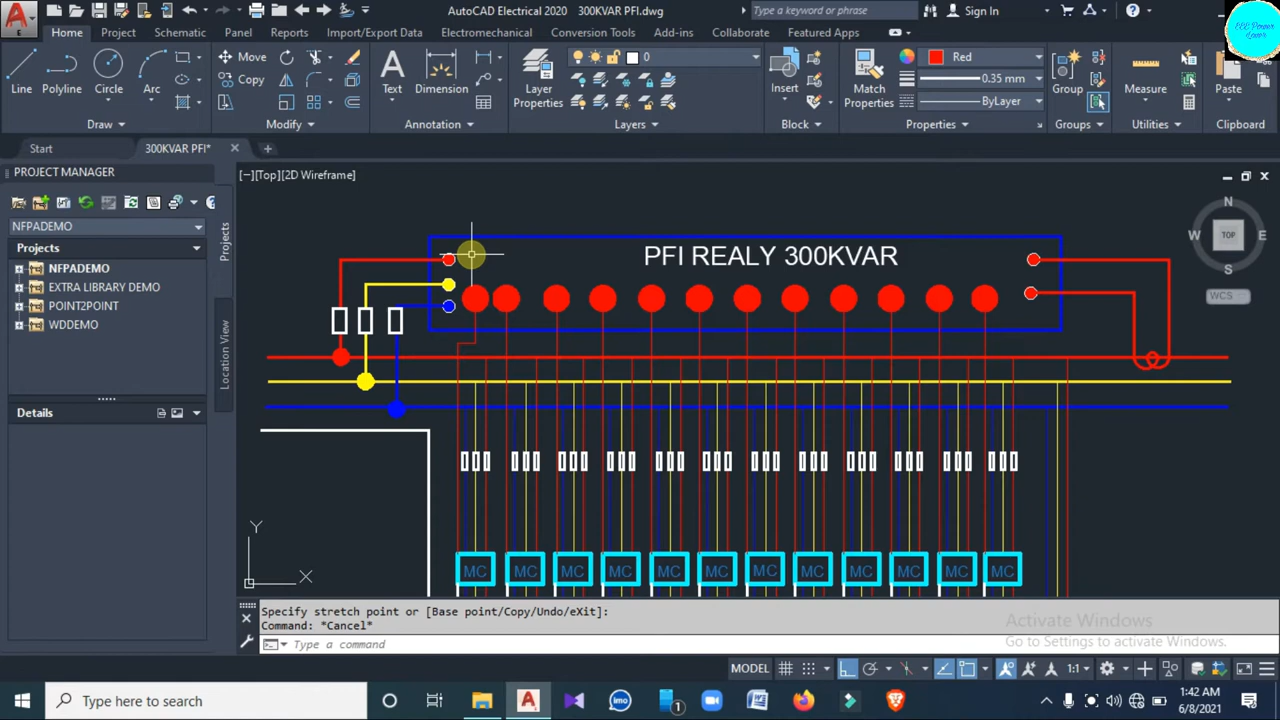 AutoCAD Electrical 2020 300KVAR PFI.dwg
Type a keyword or phrase
Sign In
EEE Power
Lover
Home Project Schematic Panel Reports Import/Export Data Electromechanical Conversion Tools Add-ins Collaborate Featured Apps
A
E
Line Polyline Circle Arc
Move
Copy
Draw
Modify
Text Dimension
Annotation
Layer
Properties
0
Layers
Insert
Block
Match
Properties
Red
0.35 mm
ByLayer
Properties
Group
Groups
Measure
Utilities
Paste
Clipboard
Start
300KVAR PFI*
PROJECT MANAGER
NFPADEMO
Projects
NFPADEMO
EXTRA LIBRARY DEMO
POINT2POINT
WDDEMO
Details
Projects
Location View
[−][Top][2D Wireframe]
N
W TOP E
S
WCS
PFI REALY 300KVAR
MC MC MC MC MC MC MC MC MC MC MC MC
Y
X
Specify stretch point or [Base point/Copy/Undo/eXit]:
Command: *Cancel*
Type a command
Activate Windows
Go to Settings to activate Windows.
MODEL
1:1
Type here to search
imo
1
1:42 AM
6/8/2021